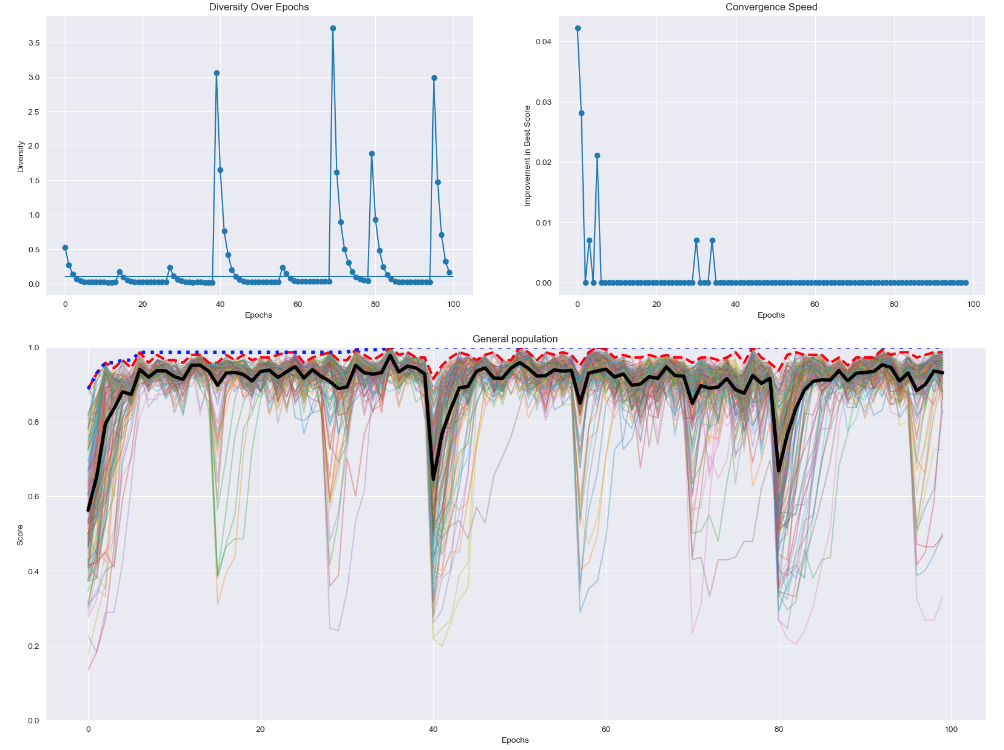 Diversity Over Epochs
Diversity
3.5
3.0
2.5
2.0
1.5
1.0
0.5
0.0
0 20 40 60 80 100
Epochs
Convergence Speed
Improvement in Best Score
0.04
0.03
0.02
0.01
0.00
0 20 40 60 80 100
Epochs
General population
Score
1.0
0.8
0.6
0.4
0.2
0.0
0 20 40 60 80 100
Epochs